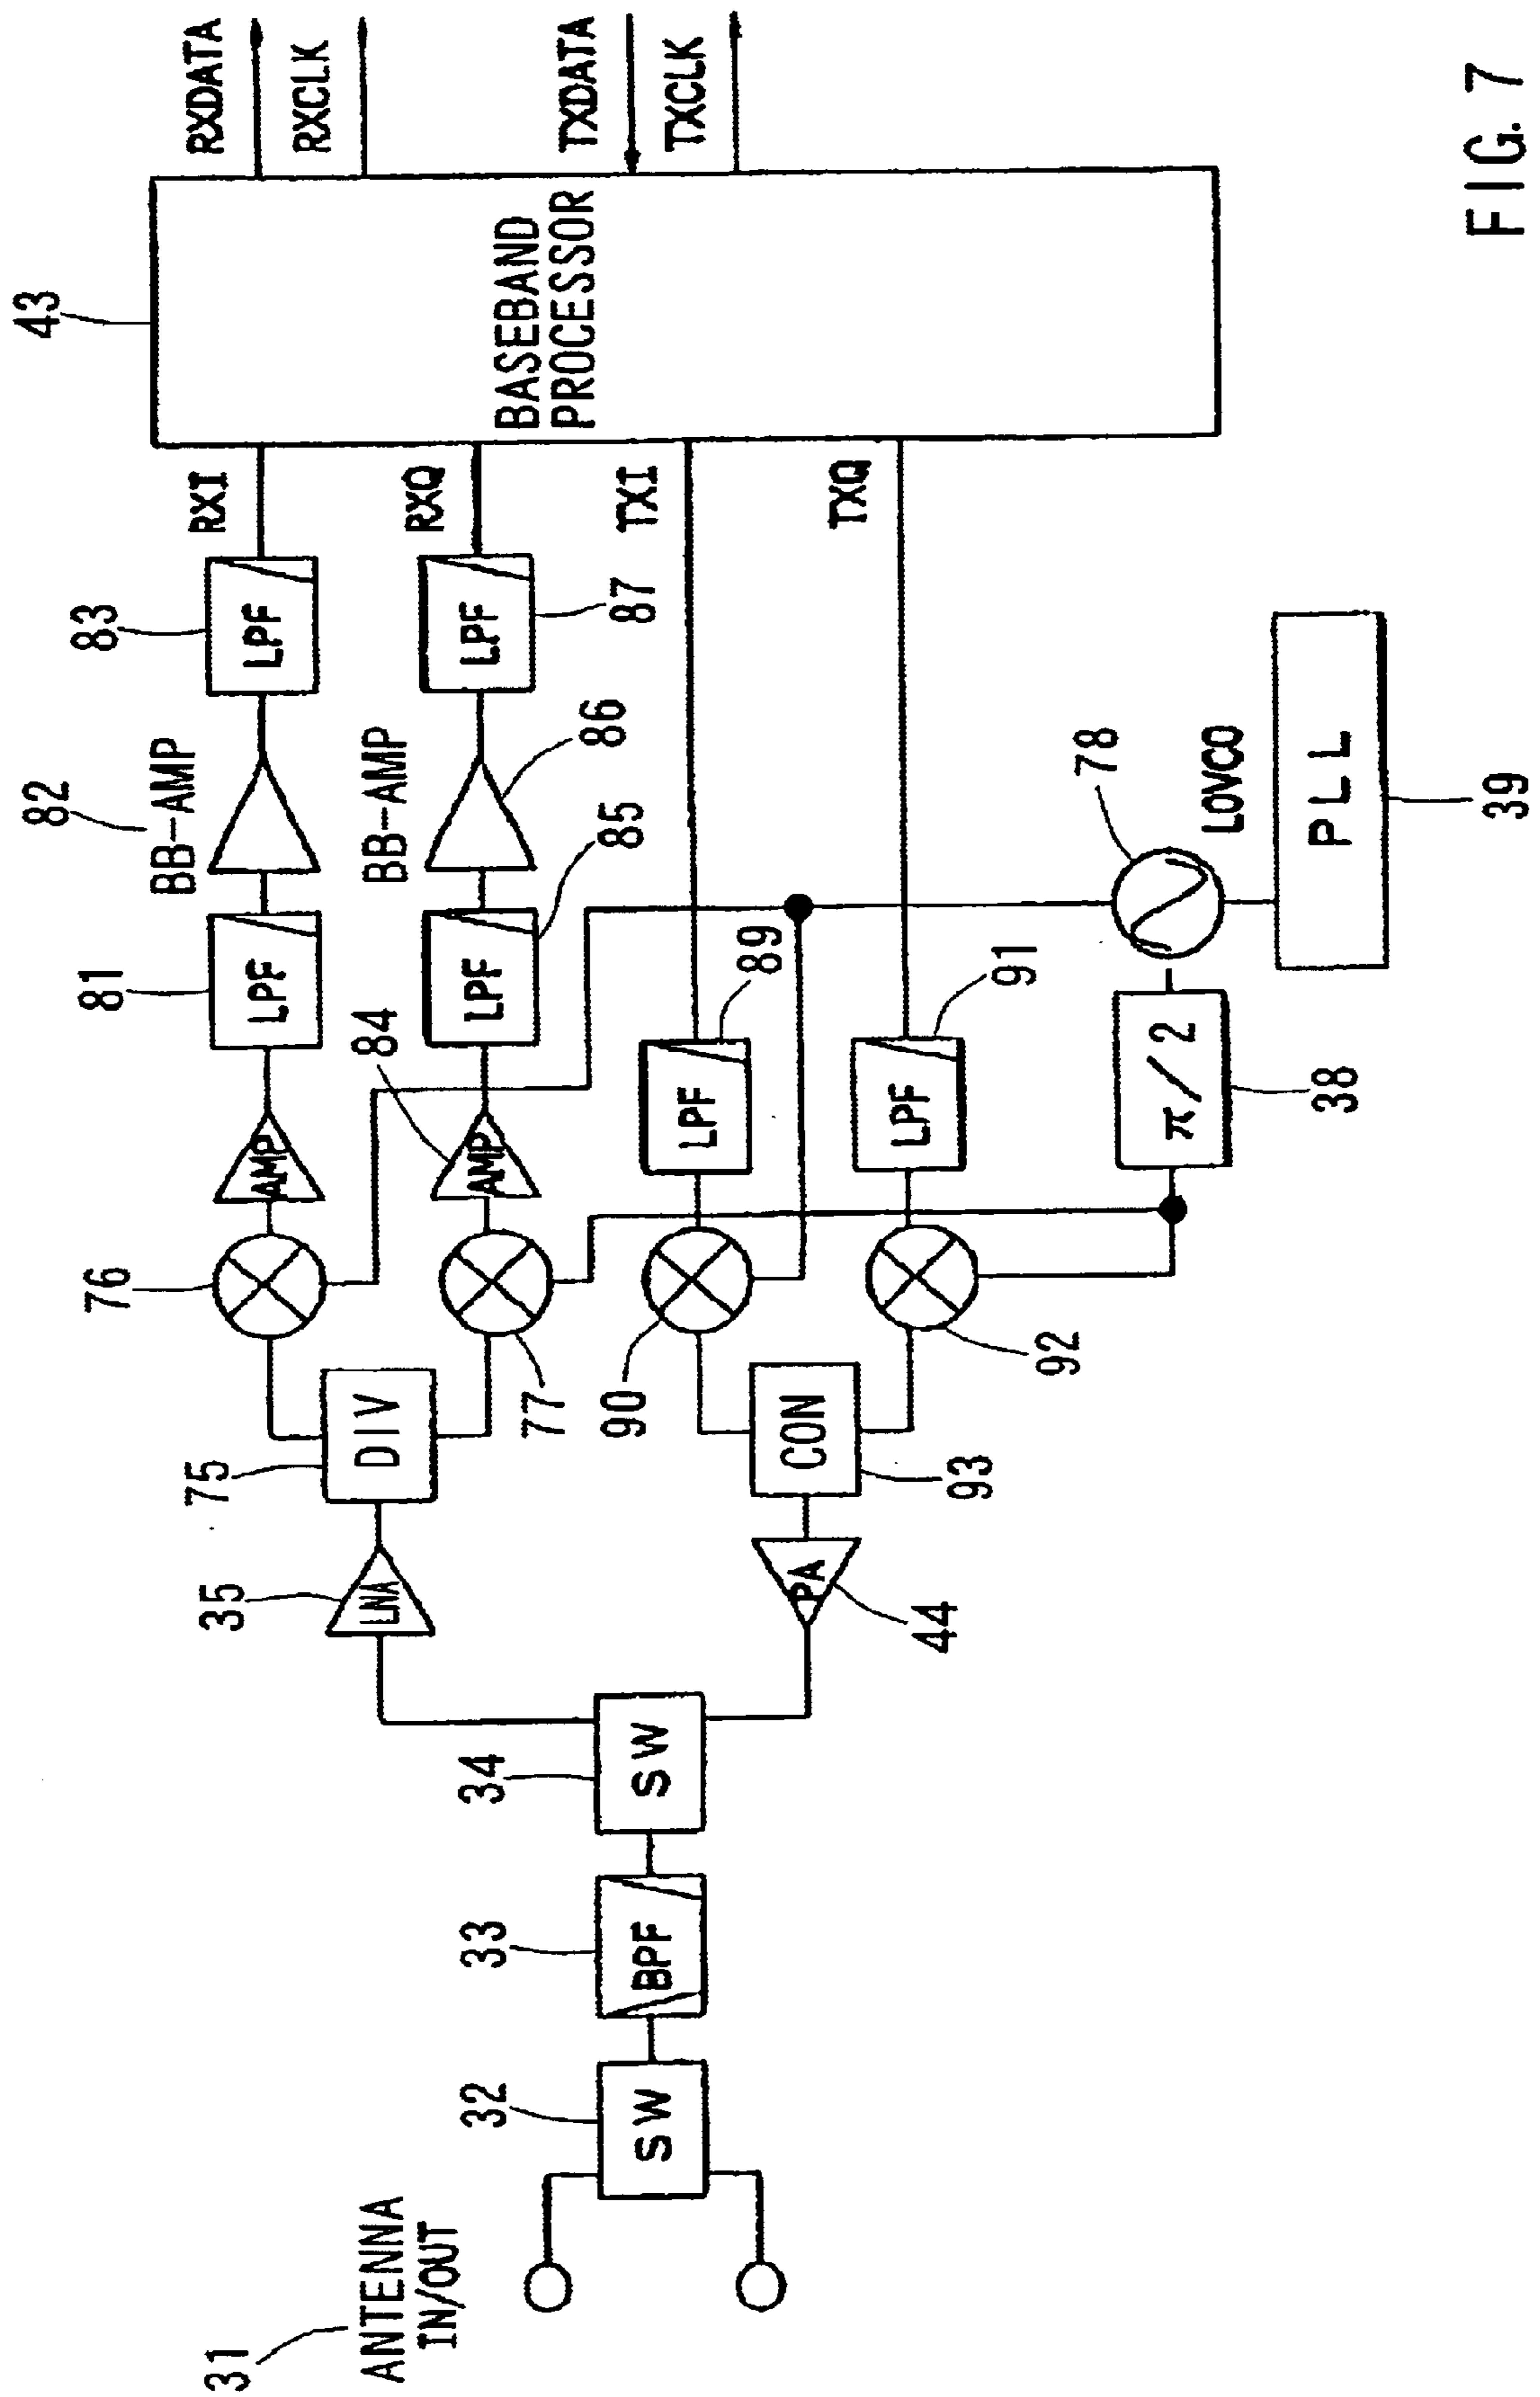 31
ANTENNA
IN/OUT
32
SW
33
BPF
34
SW
35
LNA
75
DIV
76
77
AMP
81
LPF
82
BB-AMP
83
LPF
RXI
84
AMP
85
LPF
86
BB-AMP
87
LPF
RXQ
44
PA
93
CON
90
89
LPF
TXI
92
91
LPF
TXQ
38
π/2
78
LOVCO
39
PLL
43
BASEBAND
PROCESSOR
RXDATA
RXCLK
TXDATA
TXCLK
FIG. 7